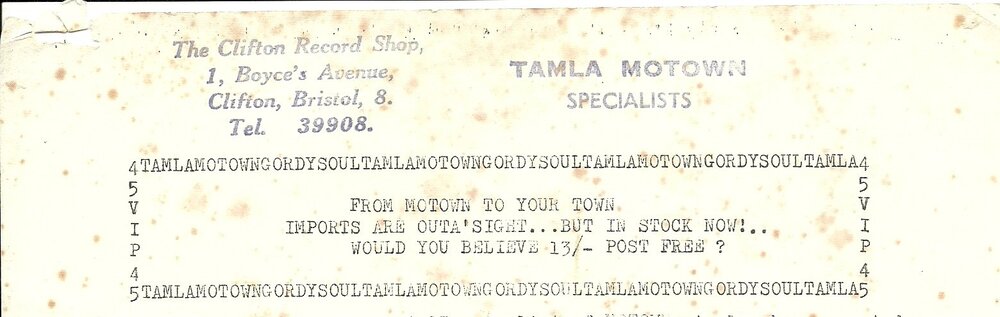 The Clifton Record Shop,
1, Boyce's Avenue,
Clifton, Bristol, 8.
Tel. 39908.
TAMLA MOTOWN
SPECIALISTS
4TAMLAMOTOWNGORDYSOULTAMLAMOTOWNGORDYSOULTAMLAMOTOWNGORDYSOULTAMLA4
5 5
V FROM MOTOWN TO YOUR TOWN V
I IMPORTS ARE OUTA'SIGHT...BUT IN STOCK NOW!.. I
P WOULD YOU BELIEVE 13/- POST FREE ? P
4 4
5TAMLAMOTOWNGORDYSOULTAMLAMOTOWNGORDYSOULTAMLAMOTOWNGORDYSOULTAMLA5